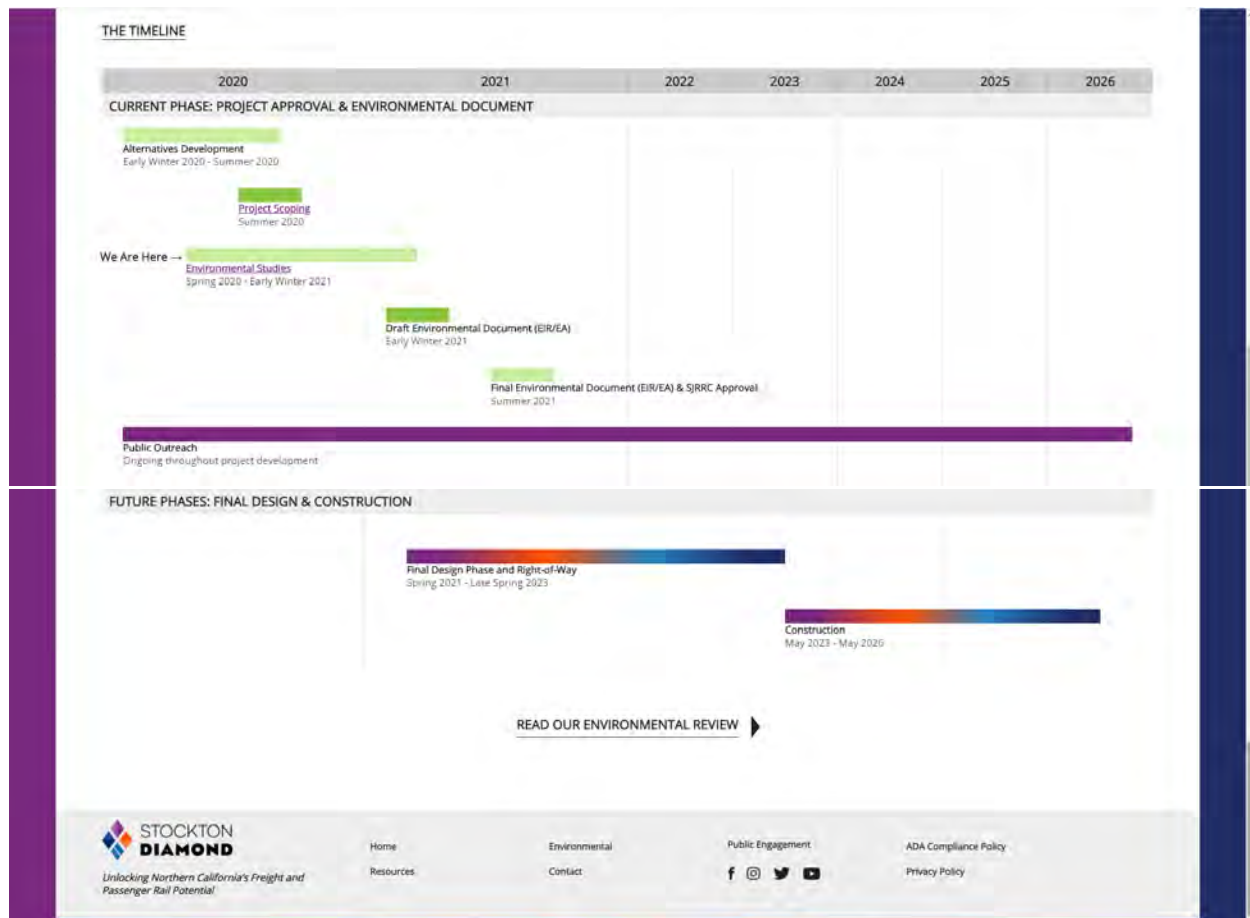 THE TIMELINE
2020 2021 2022 2023 2024 2025 2026
CURRENT PHASE: PROJECT APPROVAL & ENVIRONMENTAL DOCUMENT
Alternatives Development
Early Winter 2020 - Summer 2020
Project Scoping
Summer 2020
We Are Here →
Environmental Studies
Spring 2020 - Early Winter 2021
Draft Environmental Document (EIR/EA)
Early Winter 2021
Final Environmental Document (EIR/EA) & SJRRC Approval
Summer 2021
Public Outreach
Ongoing throughout project development
FUTURE PHASES: FINAL DESIGN & CONSTRUCTION
Final Design Phase and Right-of-Way
Spring 2021 - Late Spring 2023
Construction
May 2023 - May 2026
READ OUR ENVIRONMENTAL REVIEW
STOCKTON
DIAMOND
Unlocking Northern California's Freight and
Passenger Rail Potential
Home
Resources
Environmental
Contact
Public Engagement
ADA Compliance Policy
Privacy Policy